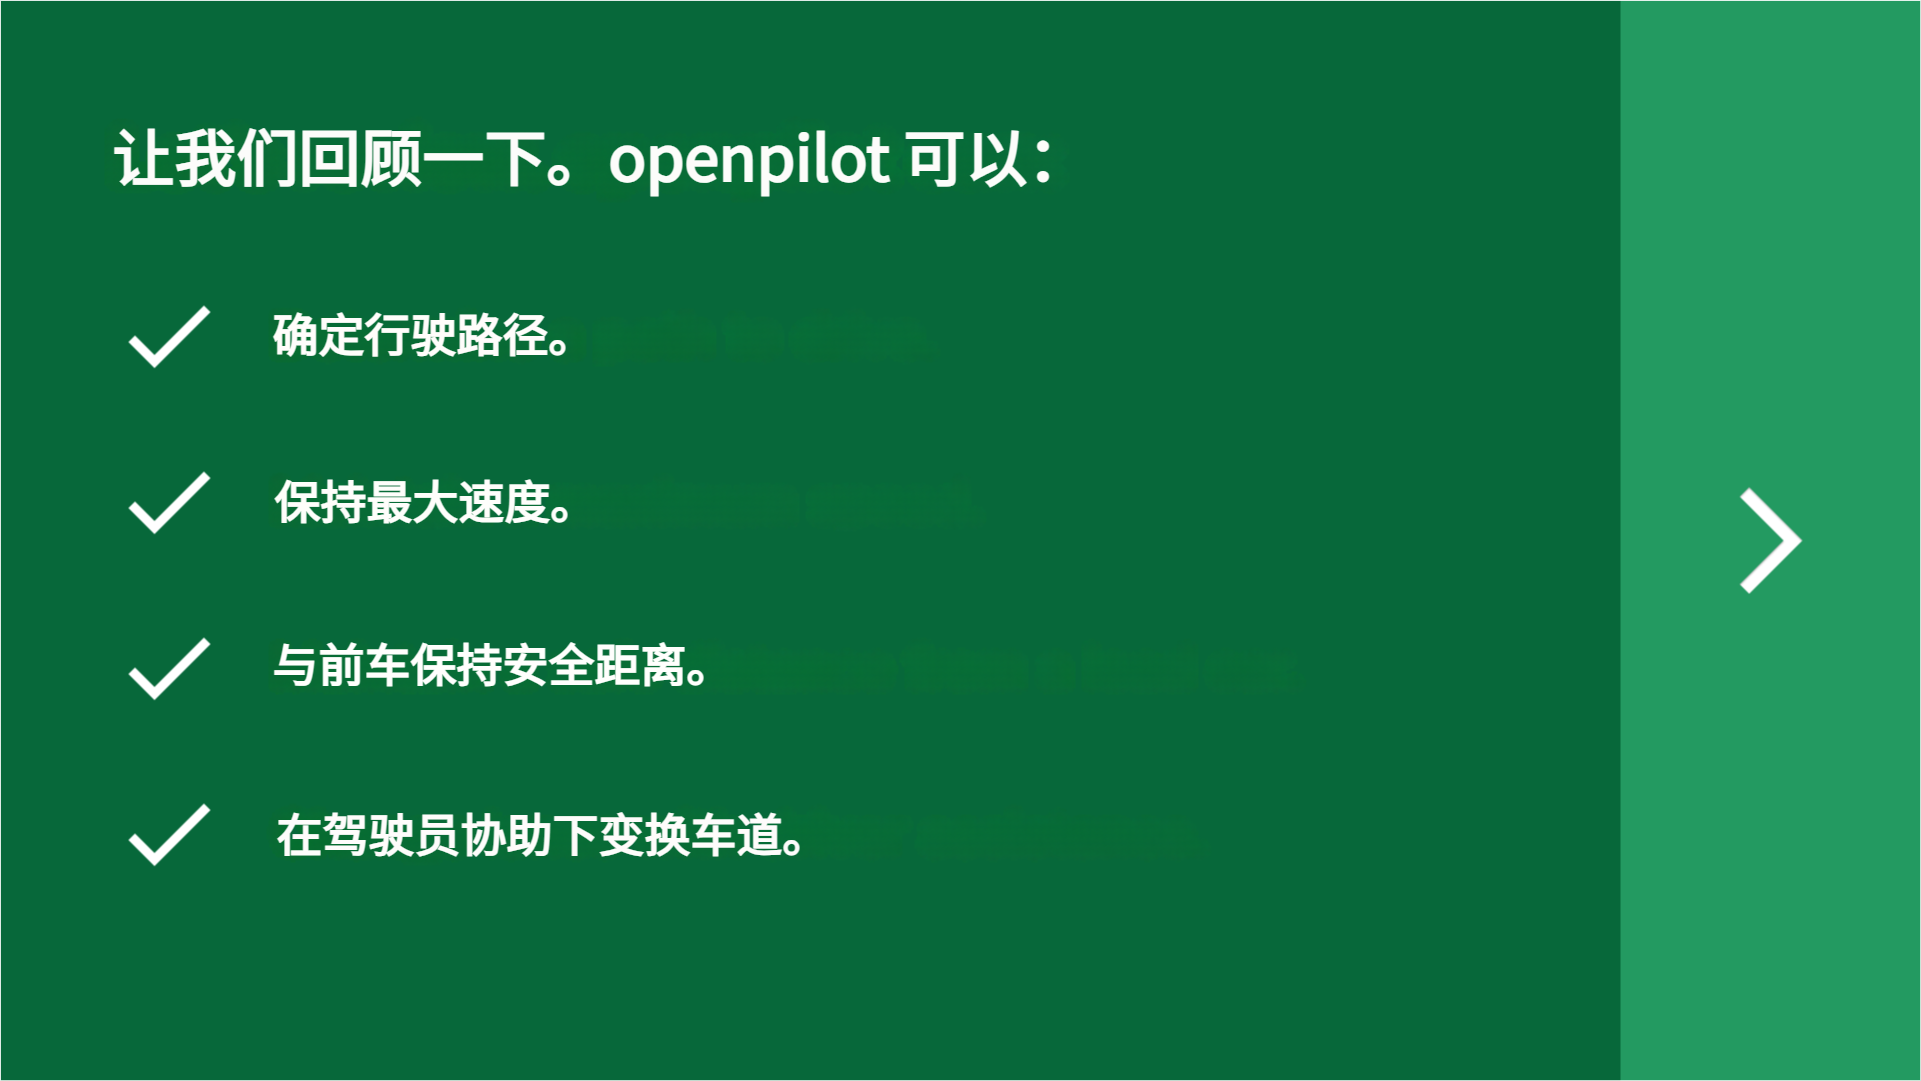 让我们回顾一下。openpilot 可以：
确定行驶路径。
保持最大速度。
与前车保持安全距离。
在驾驶员协助下变换车道。